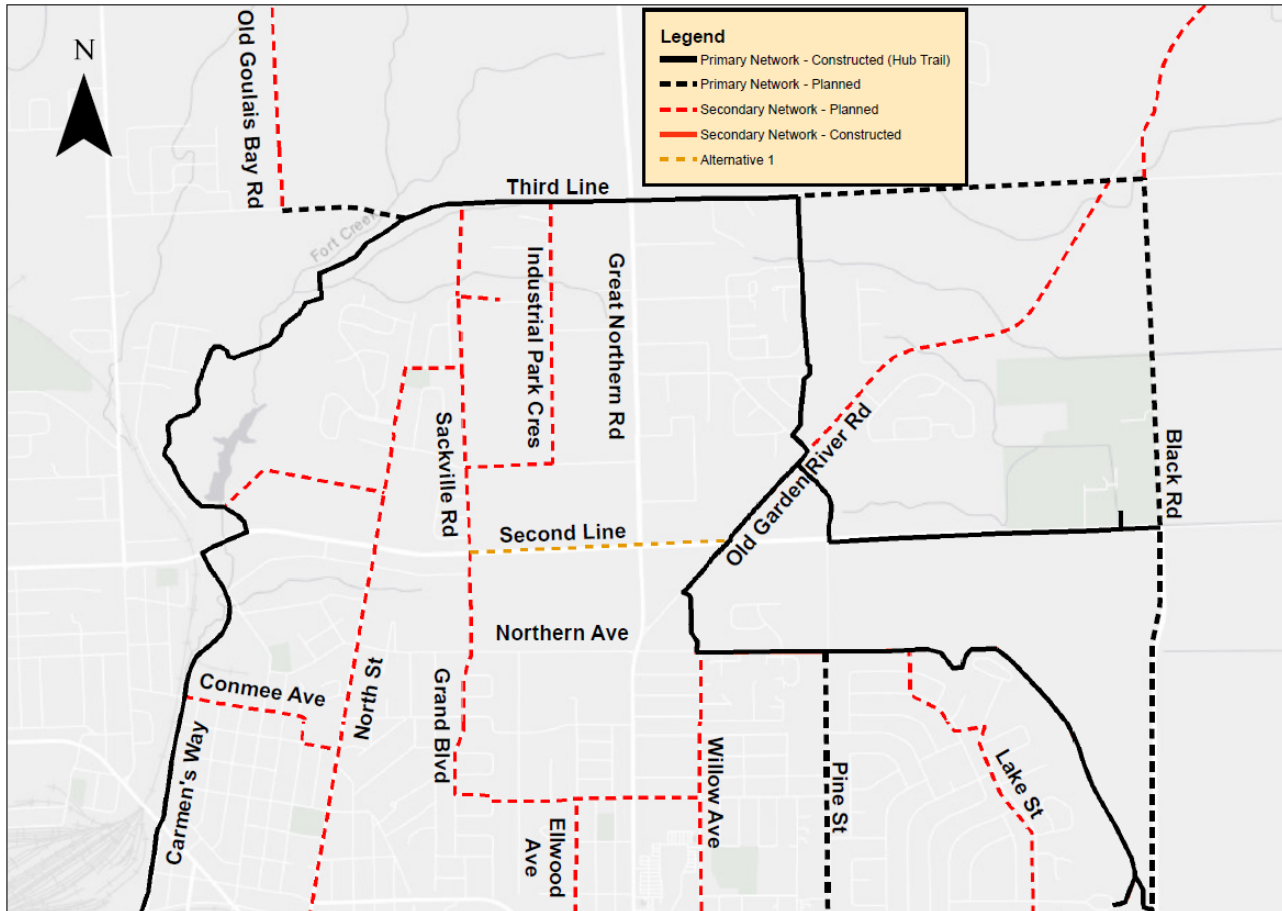 Old Goulais Bay Rd
N
Legend
Primary Network - Constructed (Hub Trail)
Primary Network - Planned
Secondary Network - Planned
Secondary Network - Constructed
Alternative 1
Third Line
Fort Creek
Industrial Park Cres
Great Northern Rd
Sackville Rd
Old Garden River Rd
Black Rd
Second Line
Northern Ave
Conmee Ave
North St
Grand Blvd
Carmen's Way
Willow Ave
Pine St
Lake St
Ellwood
Ave